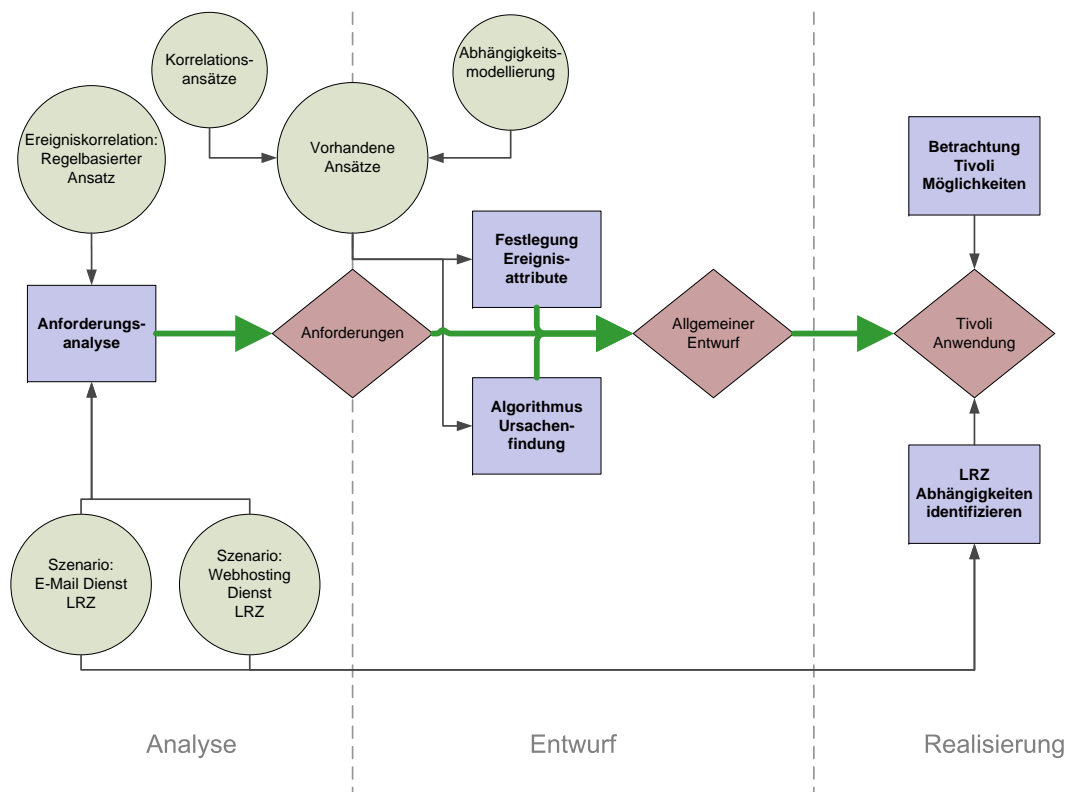 Korrelations-
ansätze
Abhängigkeits-
modellierung
Ereigniskorrelation:
Regelbasierter
Ansatz
Vorhandene
Ansätze
Betrachtung
Tivoli
Möglichkeiten
Festlegung
Ereignis-
attribute
Anforderungs-
analyse
Anforderungen
Allgemeiner
Entwurf
Tivoli
Anwendung
Algorithmus
Ursachen-
findung
LRZ
Abhängigkeiten
identifizieren
Szenario:
E-Mail Dienst
LRZ
Szenario:
Webhosting
Dienst
LRZ
Analyse
Entwurf
Realisierung